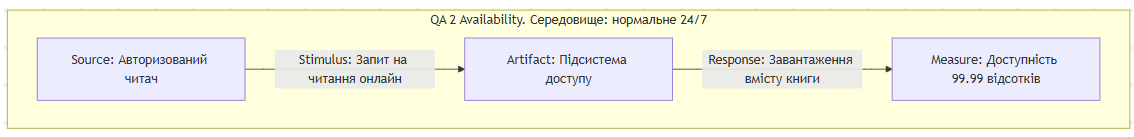 QA 2 Availability. Середовище: нормальне 24/7
Source: Авторизований
читач
Stimulus: Запит на
читання онлайн
Artifact: Підсистема
доступу
Response: Завантаження
вмісту книги
Measure: Доступність
99.99 відсотків